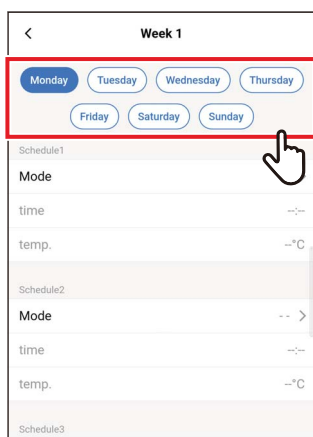 Week 1
Monday Tuesday Wednesday Thursday
Friday Saturday Sunday
Schedule1
Mode
time --:--
temp. --°C
Schedule2
Mode -- >
time --:--
temp. --°C
Schedule3